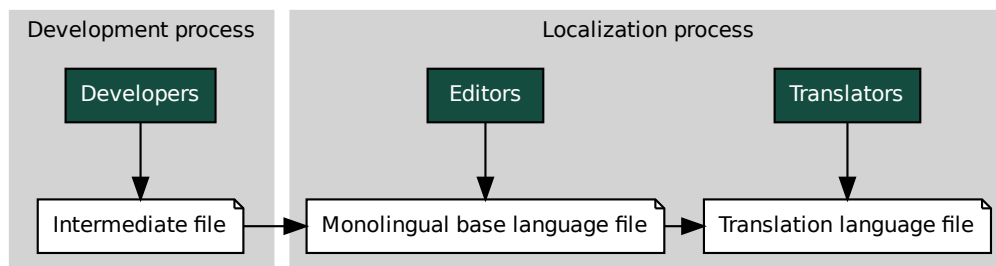 Development process
Localization process
Developers
Editors
Translators
Intermediate file
Monolingual base language file
Translation language file